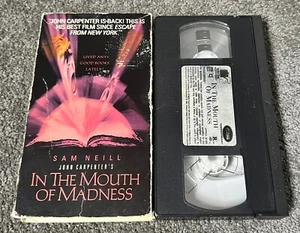 "JOHN CARPENTER IS BACK! THIS IS
HIS BEST FILM SINCE ESCAPE
FROM NEW YORK."
LIVED ANY
GOOD BOOKS
LATELY?
SAM NEILL
JOHN CARPENTER'S
IN THE MOUTH
OF MADNESS
IN THE MOUTH
OF MADNESS